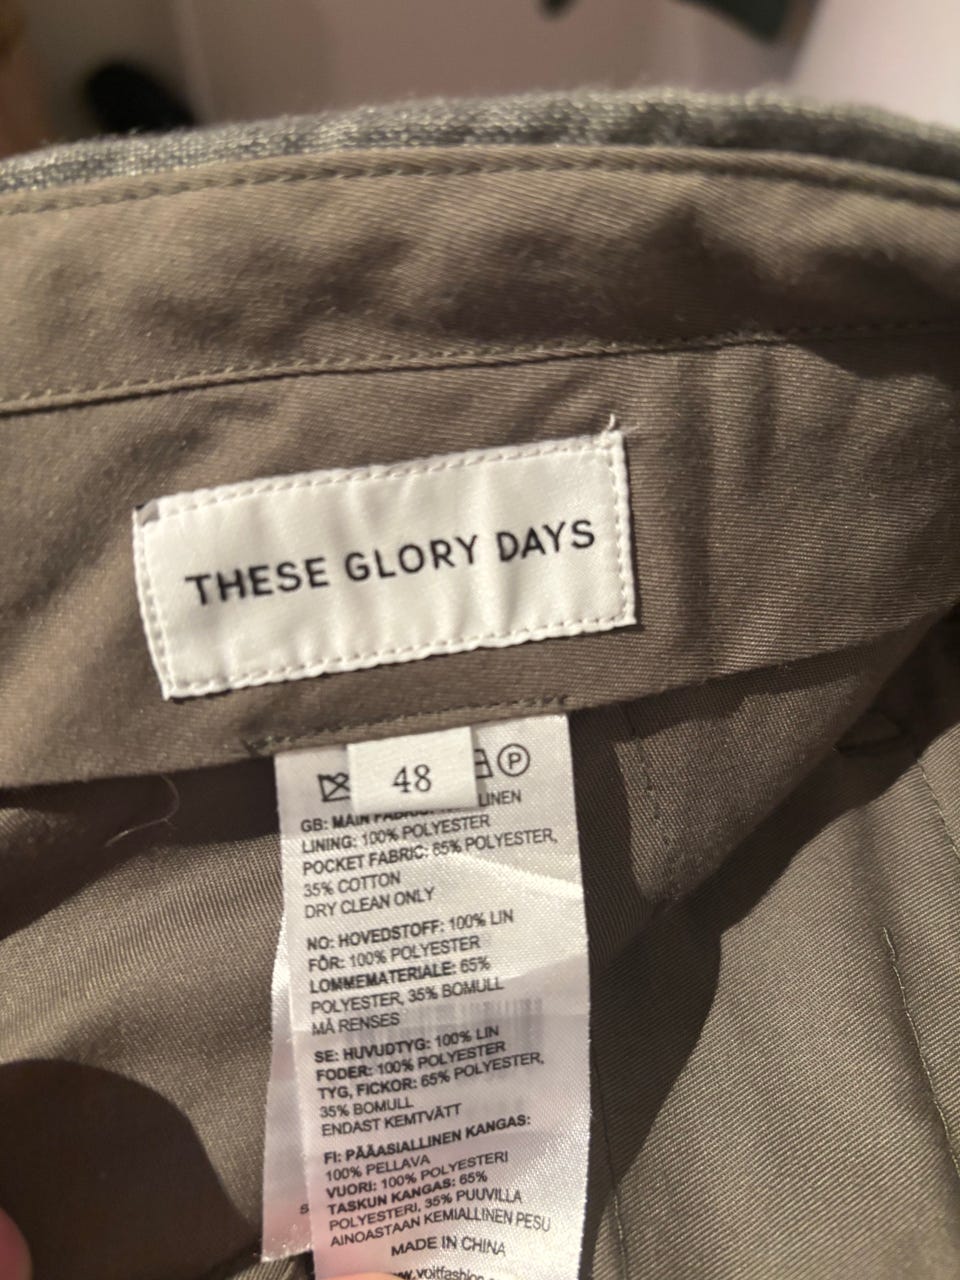 THESE GLORY DAYS
48
P
GB: MAIN FABRIC: LINEN
LINING: 100% POLYESTER
POCKET FABRIC: 65% POLYESTER,
35% COTTON
DRY CLEAN ONLY
NO: HOVEDSTOFF: 100% LIN
FÔR: 100% POLYESTER
LOMMEMATERIALE: 65%
POLYESTER, 35% BOMULL
MÅ RENSES
SE: HUVUDTYG: 100% LIN
FODER: 100% POLYESTER
TYG, FICKOR: 65% POLYESTER,
35% BOMULL
ENDAST KEMTVÄTT
FI: PÄÄASIALLINEN KANGAS:
100% PELLAVA
VUORI: 100% POLYESTERI
TASKUN KANGAS: 65%
POLYESTERI, 35% PUUVILLA
AINOASTAAN KEMIALLINEN PESU
MADE IN CHINA